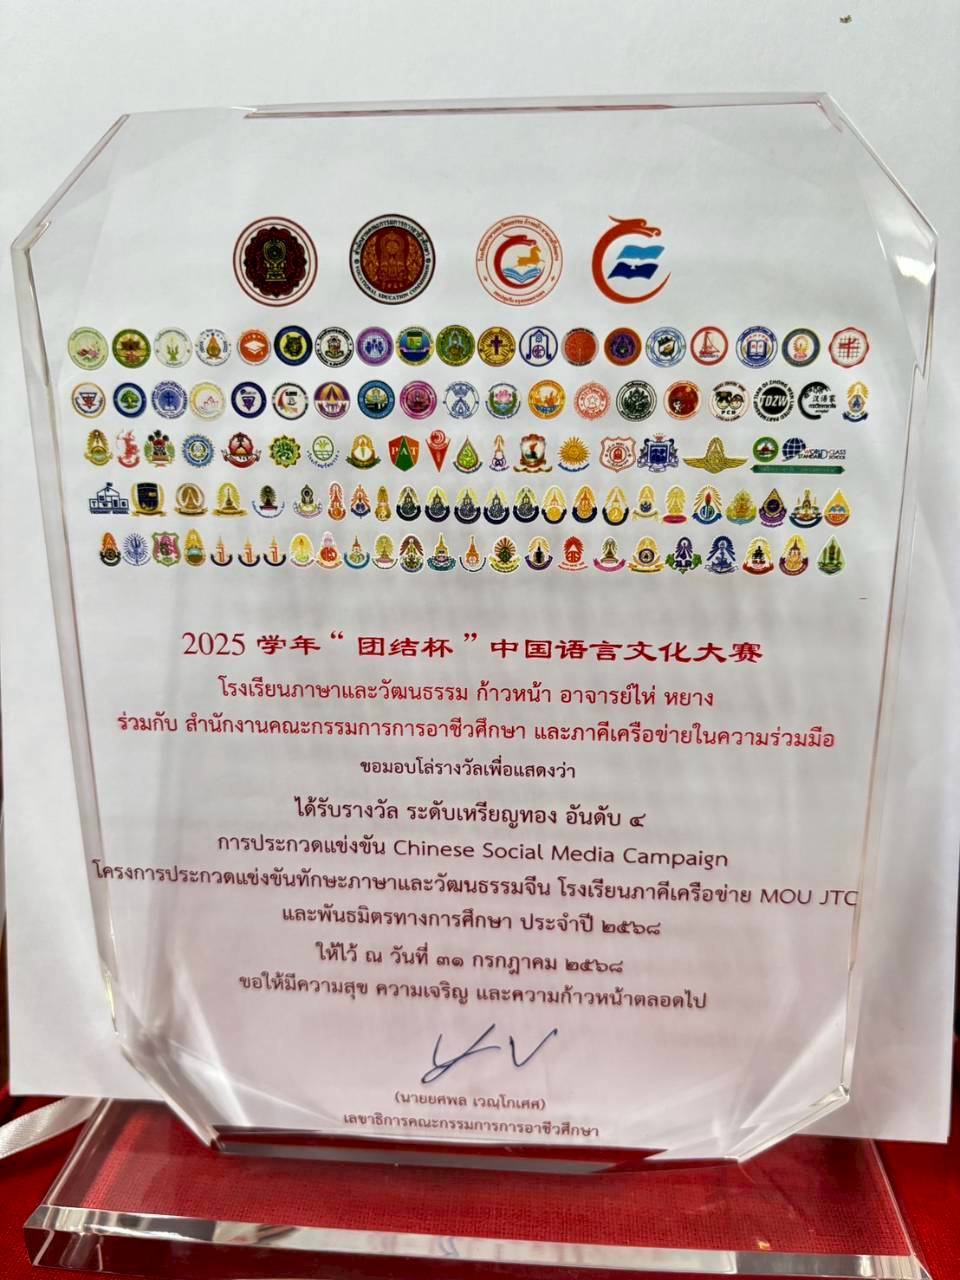 VOCATIONAL EDUCATION COMMISSION
PAT
PCM
TDZW
汉语家
WORLD-CLASS STANDARD SCHOOL
2025 学年 “ 团结杯 ” 中国语言文化大赛
โรงเรียนภาษาและวัฒนธรรม ก้าวหน้า อาจารย์ไห่ หยาง
ร่วมกับ สำนักงานคณะกรรมการการอาชีวศึกษา และภาคีเครือข่ายในความร่วมมือ
ขอมอบโล่รางวัลเพื่อแสดงว่า
ได้รับรางวัล ระดับเหรียญทอง อันดับ ๔
การประกวดแข่งขัน Chinese Social Media Campaign
โครงการประกวดแข่งขันทักษะภาษาและวัฒนธรรมจีน โรงเรียนภาคีเครือข่าย MOU JTC
และพันธมิตรทางการศึกษา ประจำปี ๒๕๖๘
ให้ไว้ ณ วันที่ ๓๑ กรกฎาคม ๒๕๖๘
ขอให้มีความสุข ความเจริญ และความก้าวหน้าตลอดไป
(นายยศพล เวณุโกเศศ)
เลขาธิการคณะกรรมการการอาชีวศึกษา